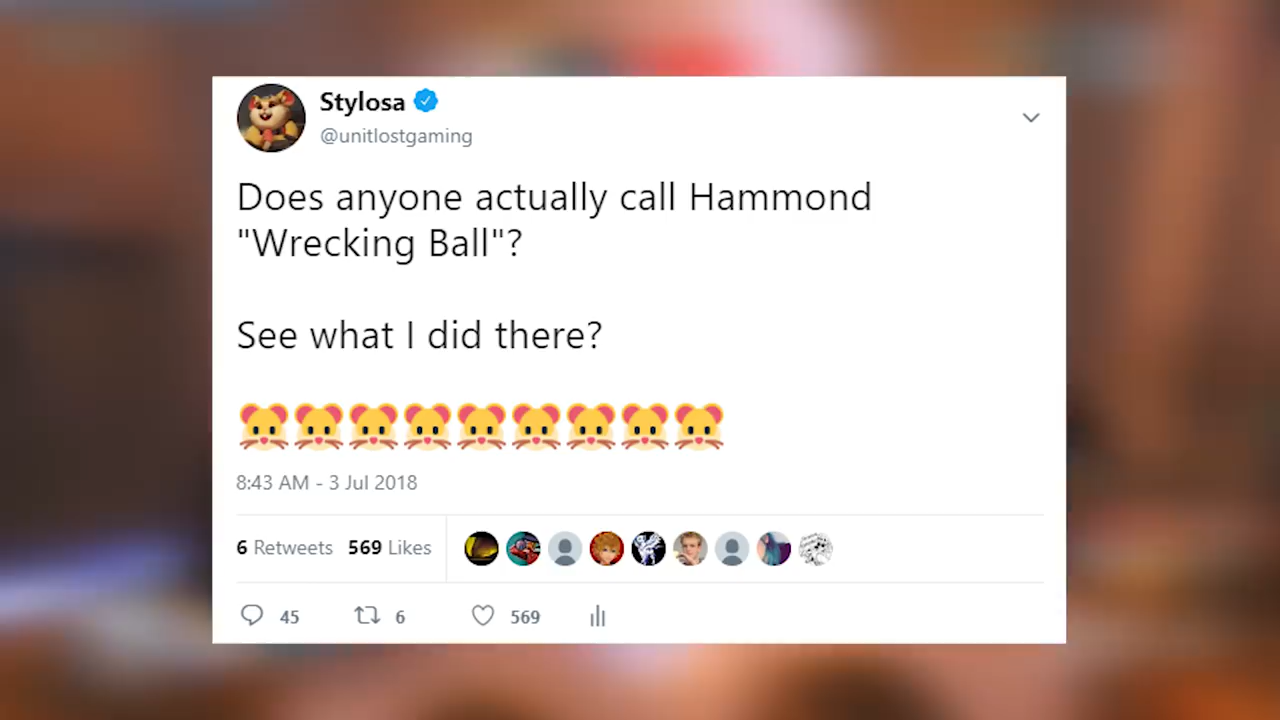 Stylosa
@unitlostgaming
Does anyone actually call Hammond
"Wrecking Ball"?
See what I did there?
🐹🐹🐹🐹🐹🐹🐹🐹🐹
8:43 AM - 3 Jul 2018
6 Retweets 569 Likes
45 6 569